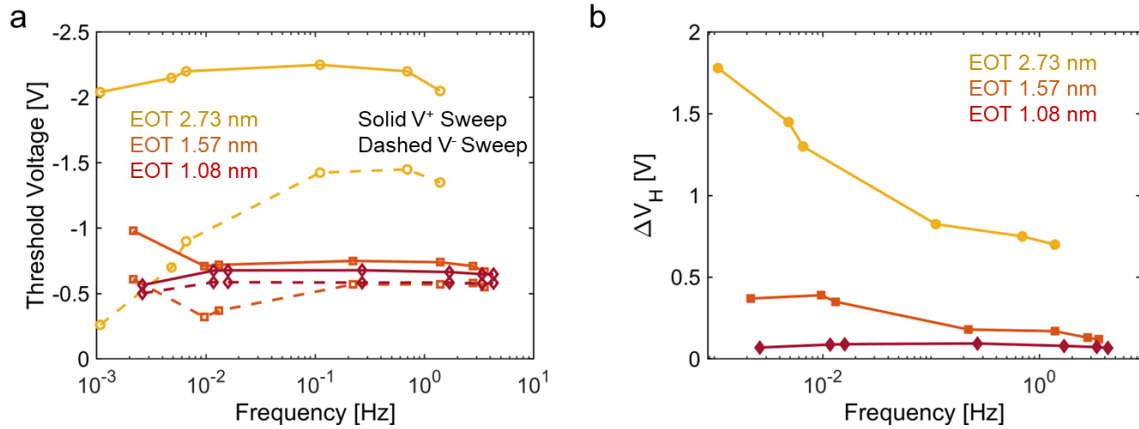 a
-2.5
-2
-1.5
-1
-0.5
0
Threshold Voltage [V]
EOT 2.73 nm
EOT 1.57 nm
EOT 1.08 nm
Solid V⁺ Sweep
Dashed V⁻ Sweep
10⁻³
10⁻²
10⁻¹
10⁰
10¹
Frequency [Hz]
b
2
1.5
1
0.5
0
ΔV_H [V]
EOT 2.73 nm
EOT 1.57 nm
EOT 1.08 nm
10⁻²
10⁰
Frequency [Hz]